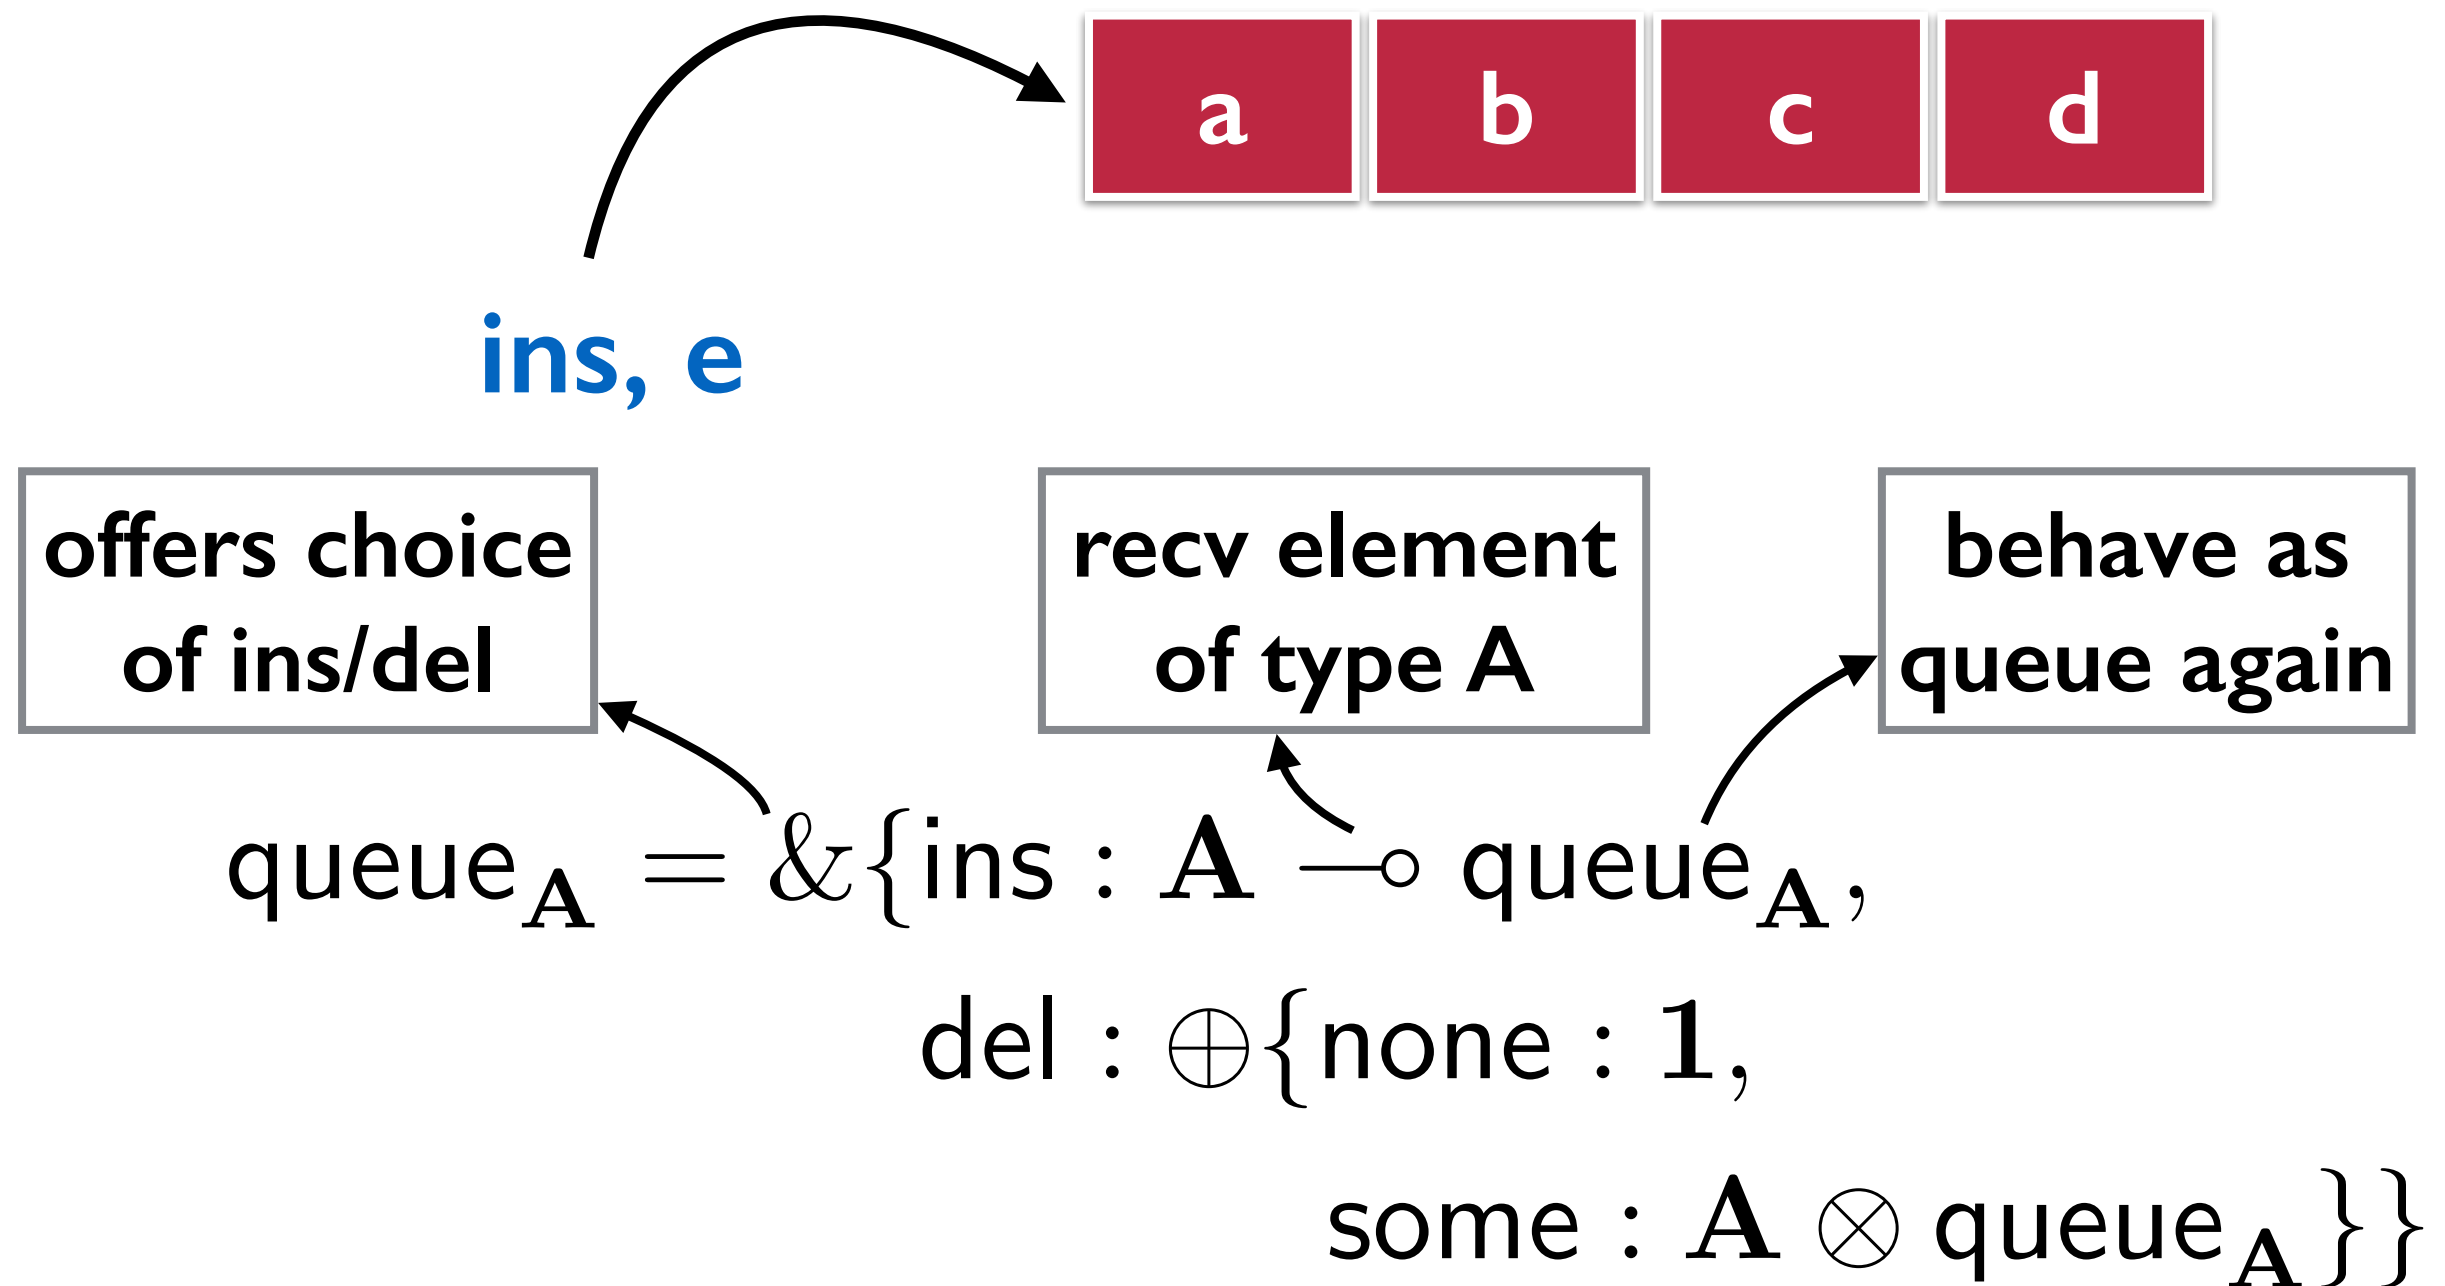 a b c d
ins, e
offers choice
of ins/del
recv element
of type A
behave as
queue again
queue_A = &{ins : A ⊸ queue_A,
del : ⊕{none : 1,
some : A ⊗ queue_A}}